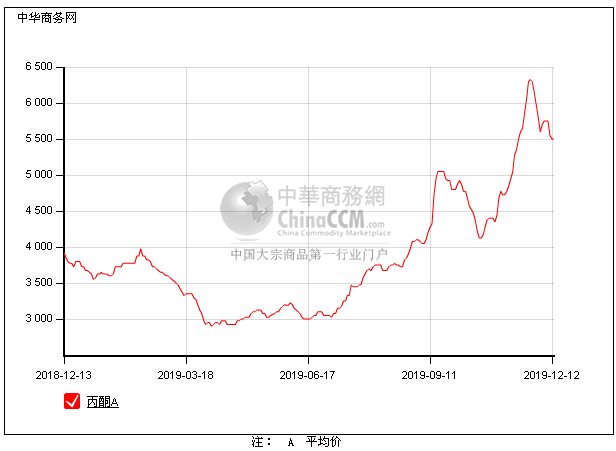 中华商务网
6 500
6 000
5 500
5 000
4 500
4 000
3 500
3 000
中華商務網
ChinaCCM.com
China Commodity Marketplace
中国大宗商品第一行业门户
2018-12-13 2019-03-18 2019-06-17 2019-09-11 2019-12-12
丙酮A
注： A 平均价